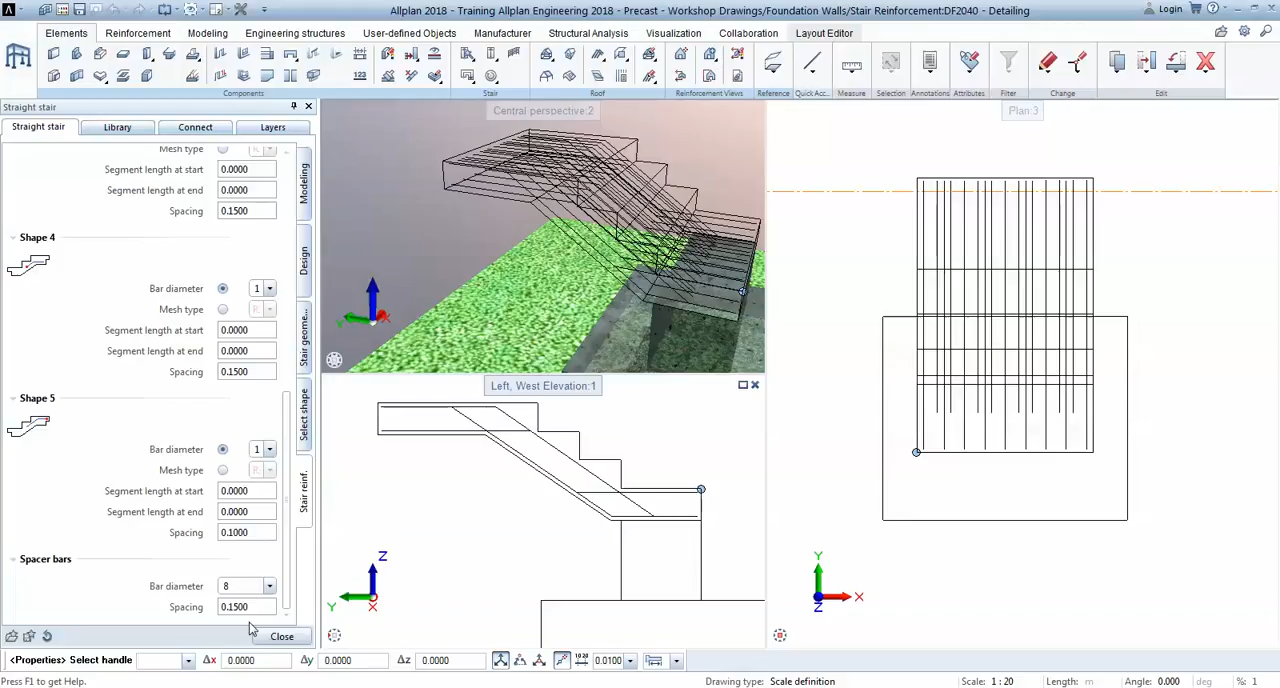 Allplan 2018 - Training Allplan Engineering 2018 - Precast - Workshop Drawings/Foundation Walls/Stair Reinforcement:DF2040 - Detailing
Login
Elements Reinforcement Modeling Engineering structures User-defined Objects Manufacturer Structural Analysis Visualization Collaboration Layout Editor
Components Stair Roof Reinforcement Views Reference Quick Acc... Measure Selection Annotations Attributes Filter Change Edit
Straight stair
Straight stair Library Connect Layers
Central perspective:2
Plan:3
Mesh type R.
Segment length at start 0.0000
Segment length at end 0.0000
Spacing 0.1500
Shape 4
Bar diameter 1
Mesh type R.
Segment length at start 0.0000
Segment length at end 0.0000
Spacing 0.1500
Shape 5
Bar diameter 1
Mesh type R.
Segment length at start 0.0000
Segment length at end 0.0000
Spacing 0.1000
Spacer bars
Bar diameter 8
Spacing 0.1500
Close
Modeling
Design
Stair geome...
Select shape
Stair reinf.
Left, West Elevation:1
Z
Y
X
Y
X
Z
<Properties> Select handle Δx 0.0000 Δy 0.0000 Δz 0.0000 0.0100
Press F1 to get Help. Drawing type: Scale definition Scale: 1 : 20 Length: m Angle: 0.000 deg %: 1